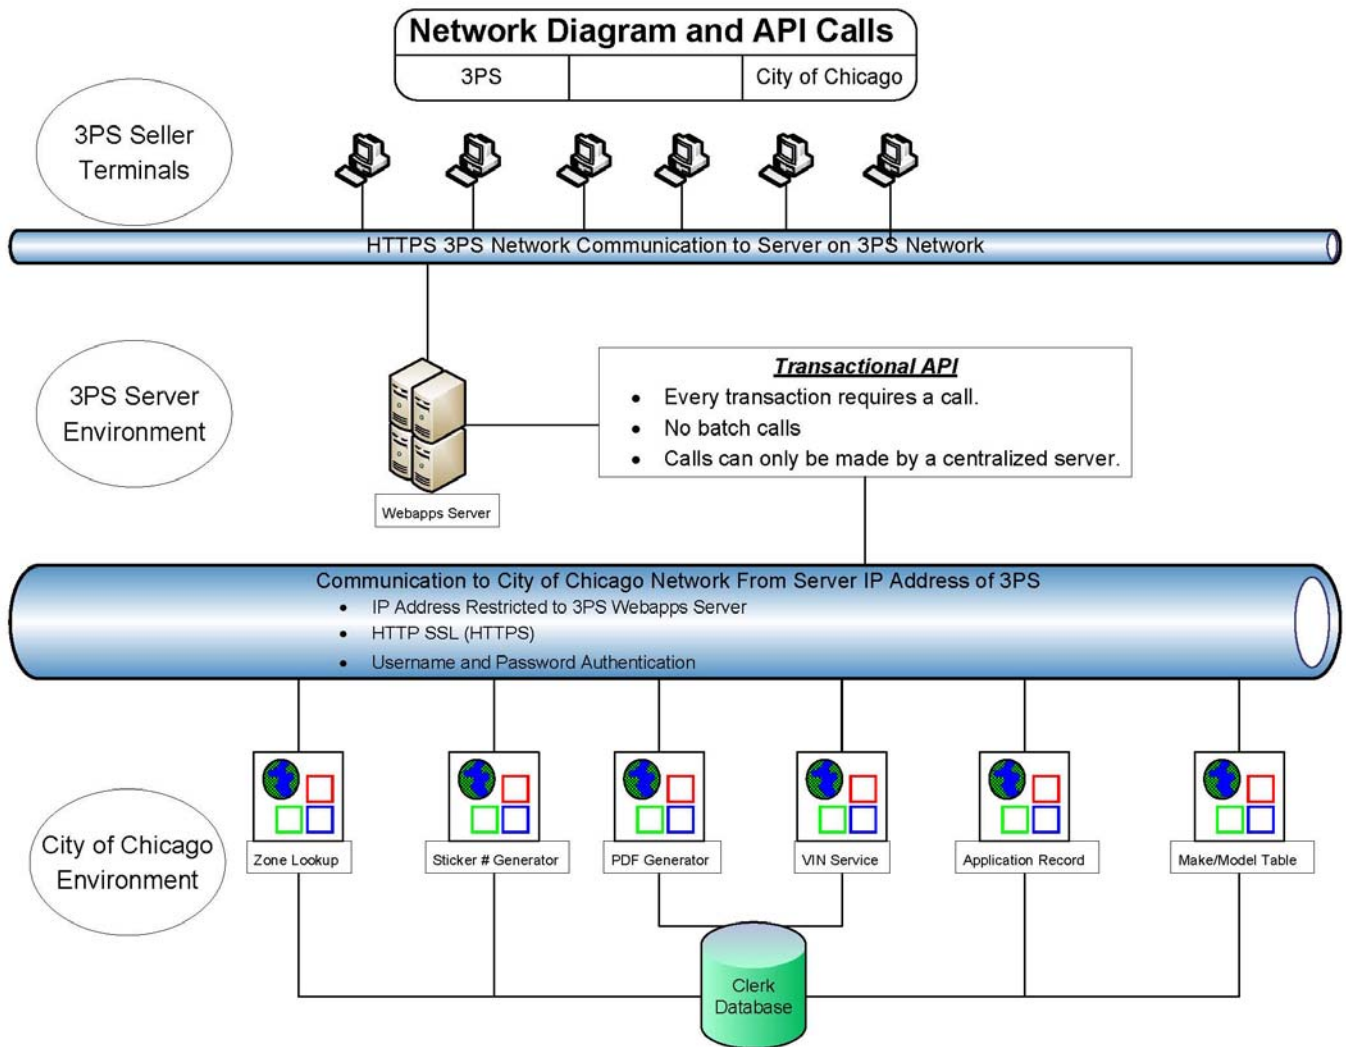 Network Diagram and API Calls
3PS
City of Chicago
3PS Seller
Terminals
HTTPS 3PS Network Communication to Server on 3PS Network
3PS Server
Environment
Transactional API
• Every transaction requires a call.
• No batch calls
• Calls can only be made by a centralized server.
Webapps Server
Communication to City of Chicago Network From Server IP Address of 3PS
• IP Address Restricted to 3PS Webapps Server
• HTTP SSL (HTTPS)
• Username and Password Authentication
City of Chicago
Environment
Zone Lookup
Sticker # Generator
PDF Generator
VIN Service
Application Record
Make/Model Table
Clerk
Database